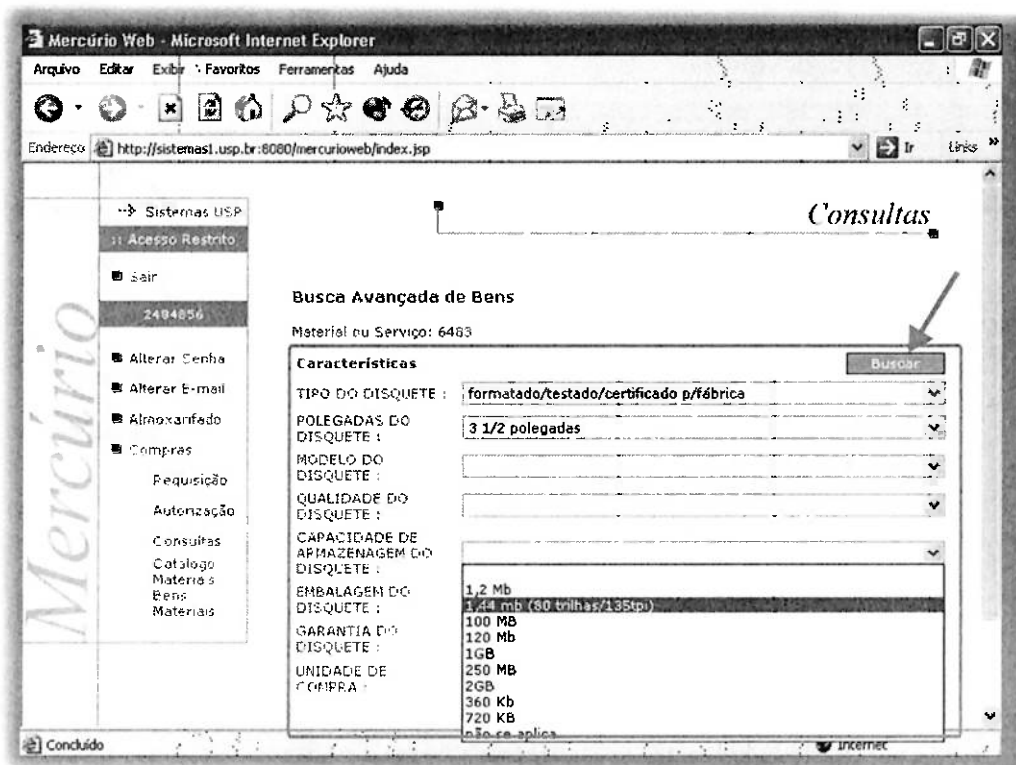 Mercúrio Web - Microsoft Internet Explorer
Arquivo Editar Exibir Favoritos Ferramentas Ajuda
Endereço http://sistemas1.usp.br:8080/mercurioweb/index.jsp Ir Links »
Mercúrio
Sistemas USP
:: Acesso Restrito
Sair
2484856
Alterar Senha
Alterar E-mail
Almoxarifado
Compras
Requisição
Autorização
Consultas
Catálogo
Materiais
Bens
Materiais
Consultas
Busca Avançada de Bens
Material ou Serviço: 6483
Características Buscar
TIPO DO DISQUETE : formatado/testado/certificado p/fábrica
POLEGADAS DO
DISQUETE : 3 1/2 polegadas
MODELO DO
DISQUETE :
QUALIDADE DO
DISQUETE :
CAPACIDADE DE
ARMAZENAGEM DO
DISQUETE :
EMBALAGEM DO
DISQUETE :
GARANTIA DO
DISQUETE :
UNIDADE DE
COMPRA :
1,2 Mb
1,44 mb (80 trilhas/135tpi)
100 MB
120 Mb
1GB
250 MB
2GB
360 Kb
720 KB
não se aplica
Concluído Internet